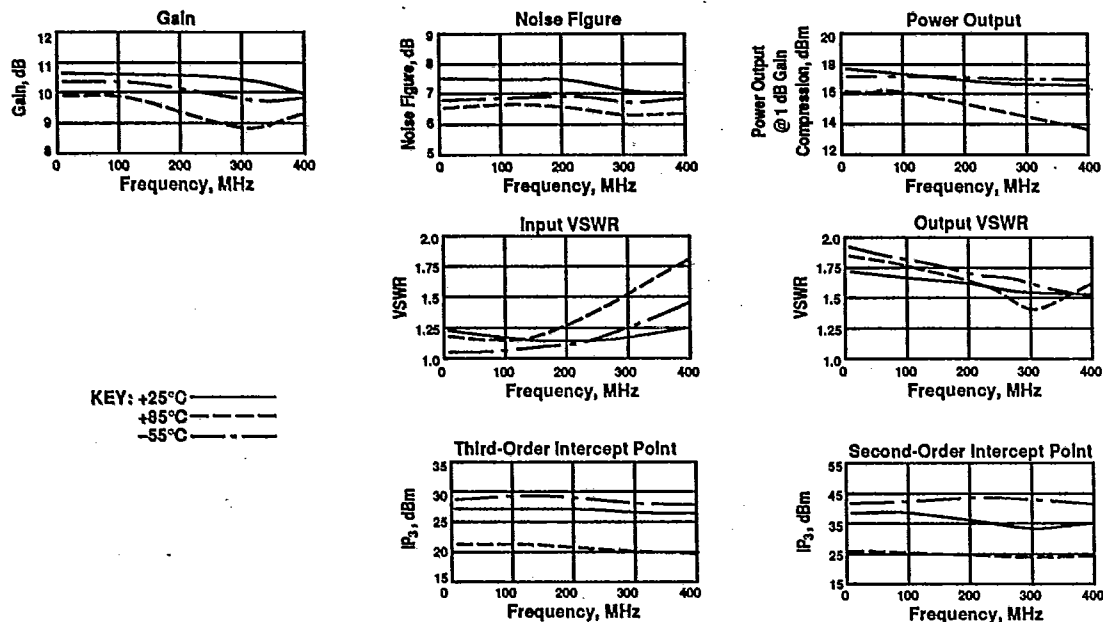 Gain
Gain, dB
12
11
10
9
8
0 100 200 300 400
Frequency, MHz
Noise Figure
Noise Figure, dB
9
8
7
6
5
0 100 200 300 400
Frequency, MHz
Power Output
Power Output
@ 1 dB Gain
Compression, dBm
20
18
16
14
12
0 100 200 300 400
Frequency, MHz
Input VSWR
VSWR
2.0
1.75
1.5
1.25
1.0
0 100 200 300 400
Frequency, MHz
Output VSWR
VSWR
2.0
1.75
1.5
1.25
1.0
0 100 200 300 400
Frequency, MHz
KEY: +25°C
+85°C
–55°C
Third-Order Intercept Point
IP3, dBm
35
30
25
20
15
0 100 200 300 400
Frequency, MHz
Second-Order Intercept Point
IP3, dBm
55
45
35
25
15
0 100 200 300 400
Frequency, MHz